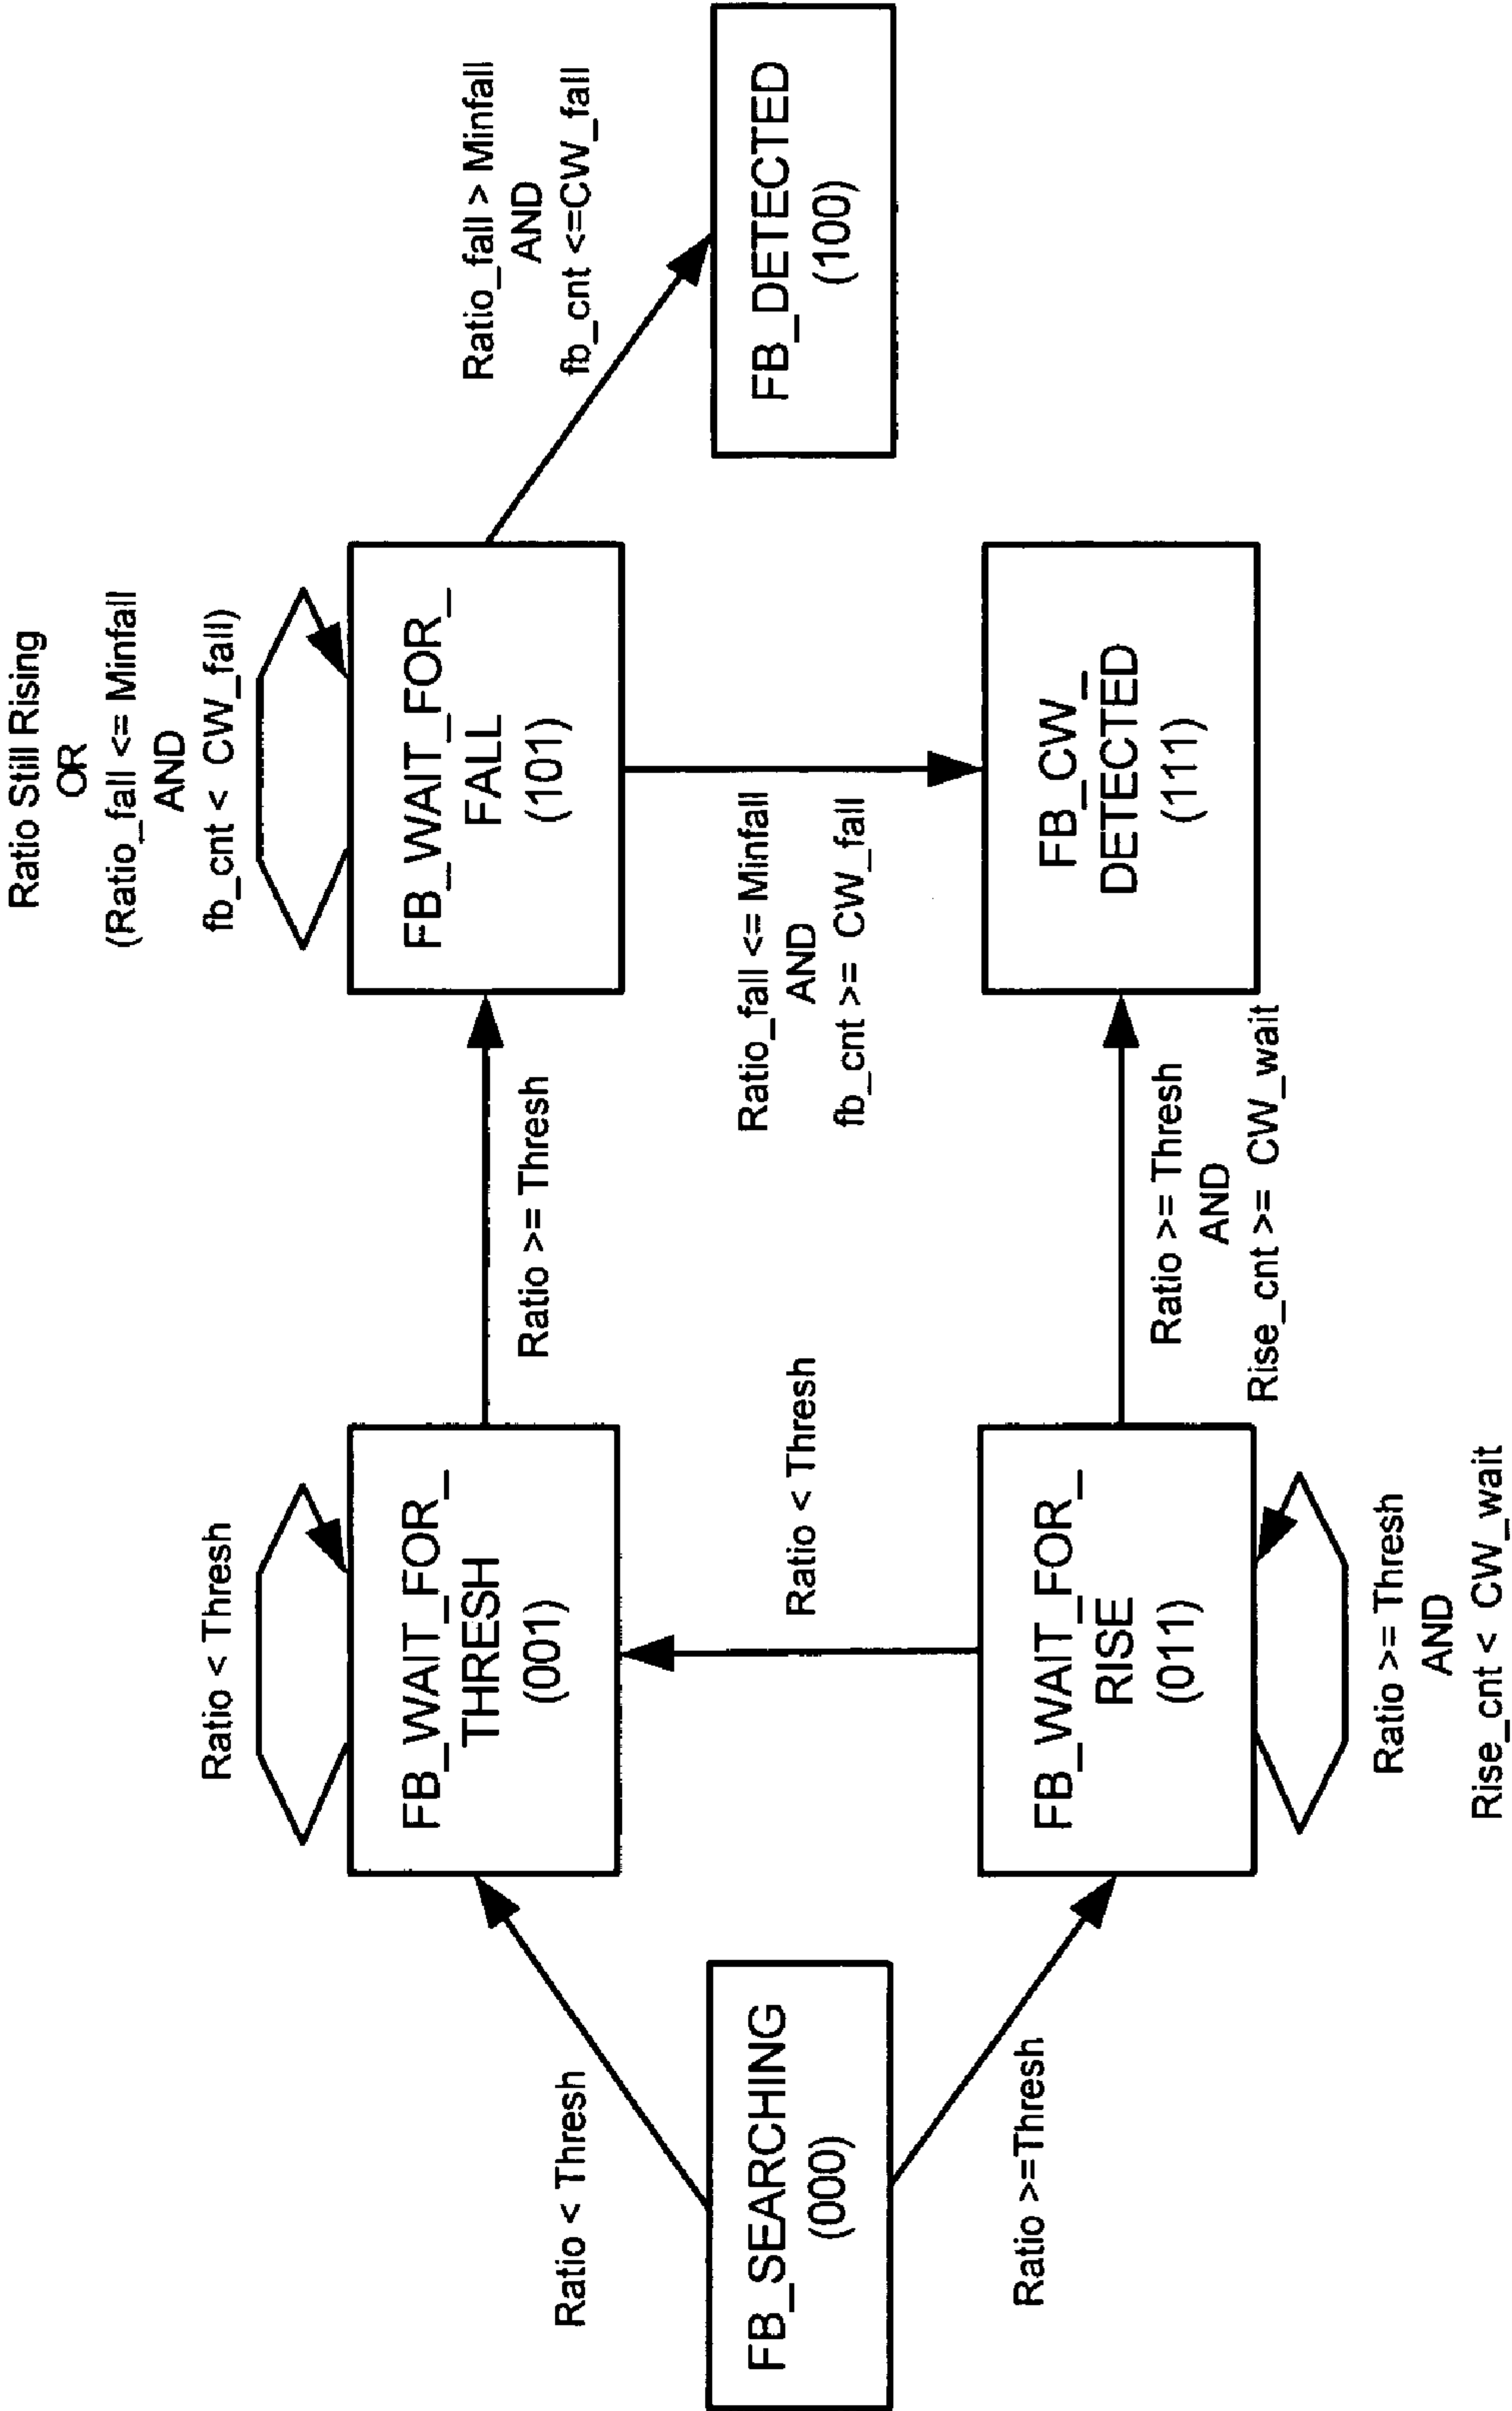 Ratio < Thresh
FB_SEARCHING
(000)
Ratio >=Thresh
Ratio < Thresh
FB_WAIT_FOR_
THRESH
(001)
Ratio < Thresh
FB_WAIT_FOR_
RISE
(011)
Ratio >= Thresh
AND
Rise_cnt < CW_wait
Ratio >= Thresh
Ratio >= Thresh
AND
Rise_cnt >= CW_wait
Ratio Still Rising
OR
(Ratio_fall <= Minfall
AND
fb_cnt < CW_fall)
FB_WAIT_FOR_
FALL
(101)
Ratio_fall <= Minfall
AND
fb_cnt >= CW_fall
FB_CW_
DETECTED
(111)
Ratio_fall > Minfall
AND
fb_cnt <=CW_fall
FB_DETECTED
(100)